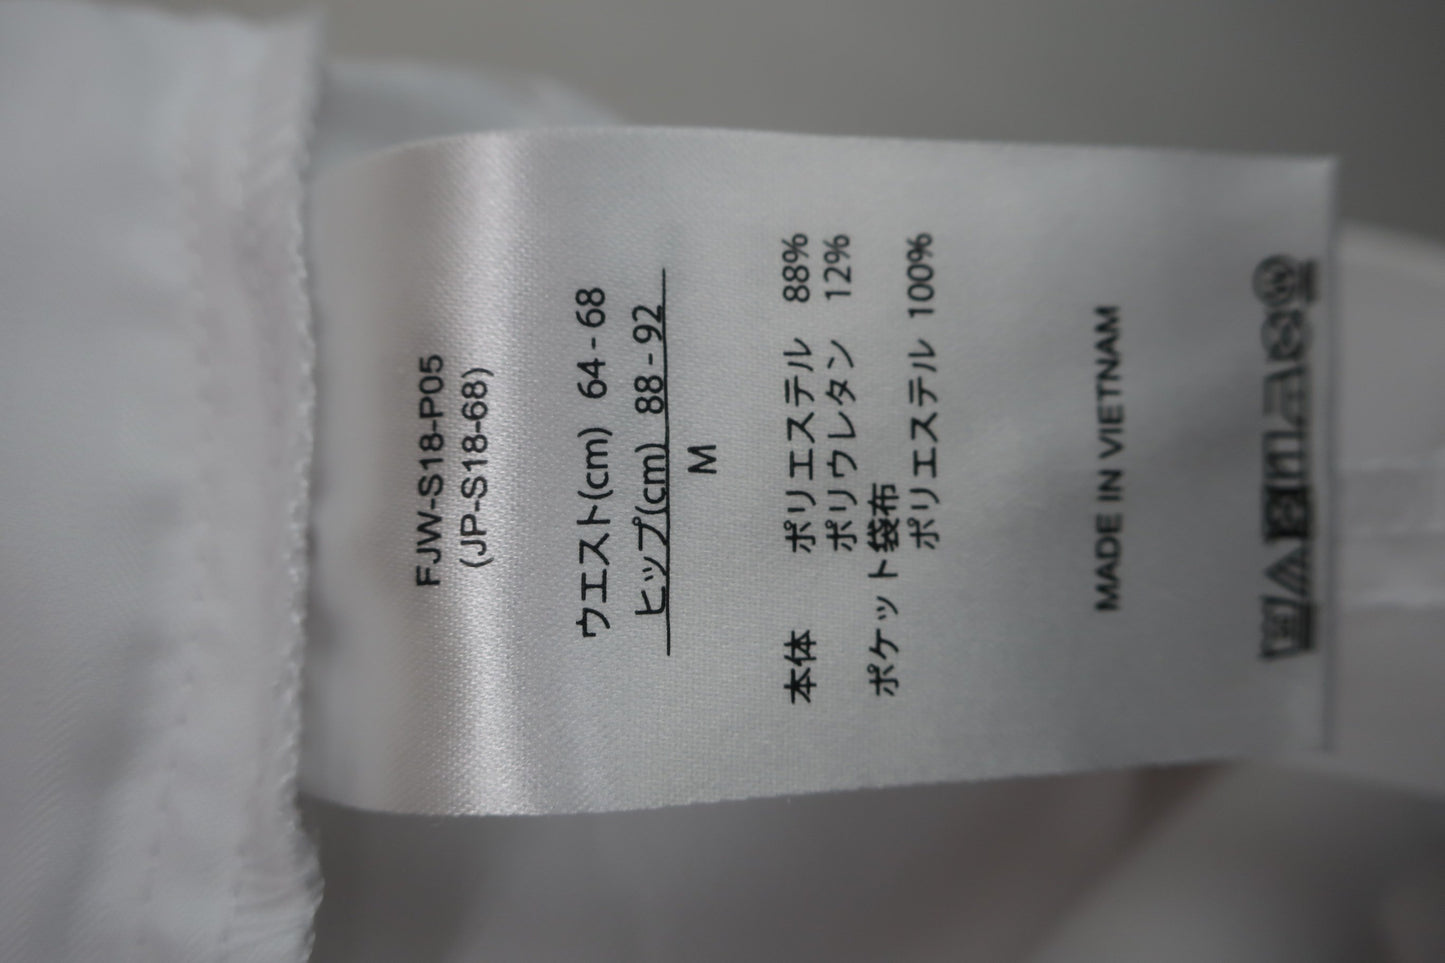 FJW-S18-P05
(JP-S18-68)
ウエスト(cm) 64-68
ヒップ(cm) 88-92
M
本体 ポリエステル 88%
ポリウレタン 12%
ポケット袋布
ポリエステル 100%
MADE IN VIETNAM